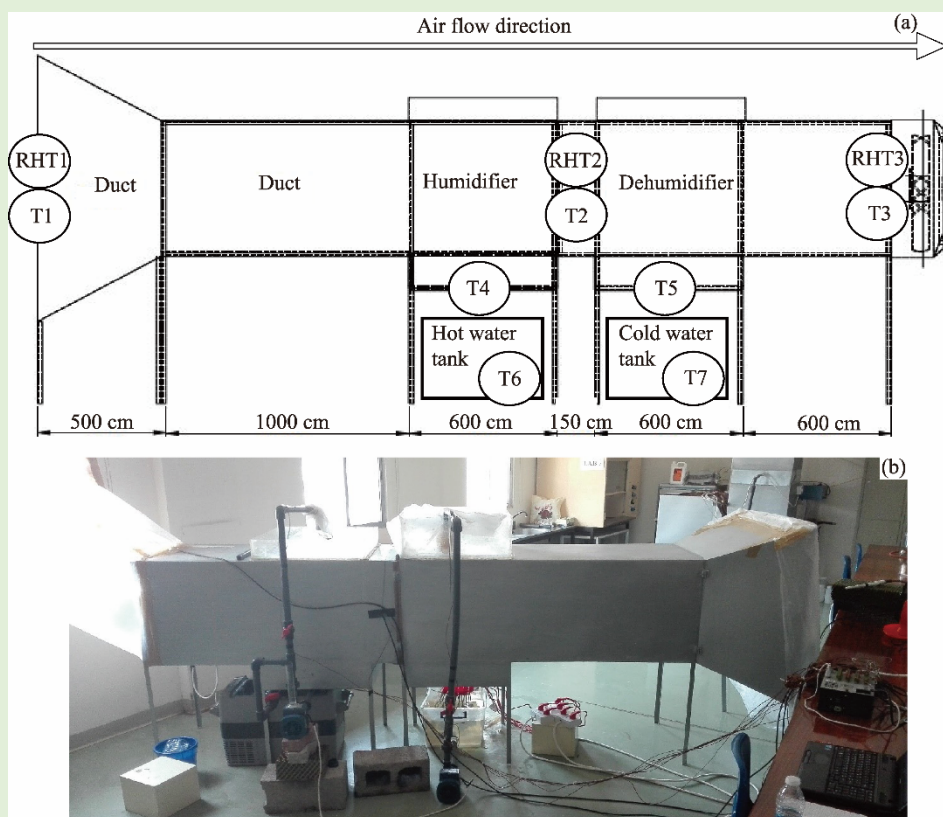 (a)
Air flow direction
RHT1
RHT2
RHT3
Duct
Duct
Humidifier
Dehumidifier
T1
T2
T3
T4
T5
Hot water
tank
Cold water
tank
T6
T7
500 cm
1000 cm
600 cm
150 cm
600 cm
600 cm
(b)